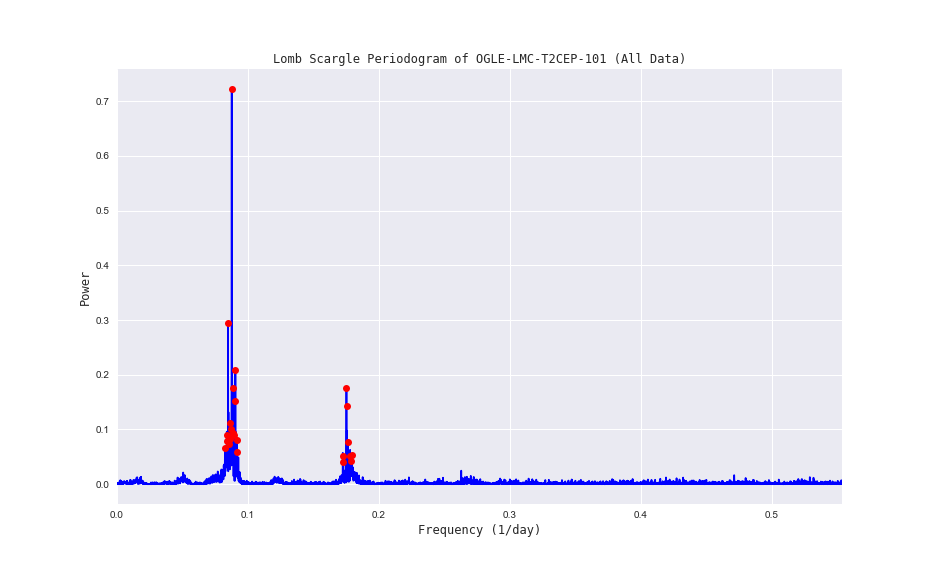 Lomb Scargle Periodogram of OGLE-LMC-T2CEP-101 (All Data)
0.7
0.6
0.5
0.4
0.3
0.2
0.1
0.0
Power
0.0 0.1 0.2 0.3 0.4 0.5
Frequency (1/day)